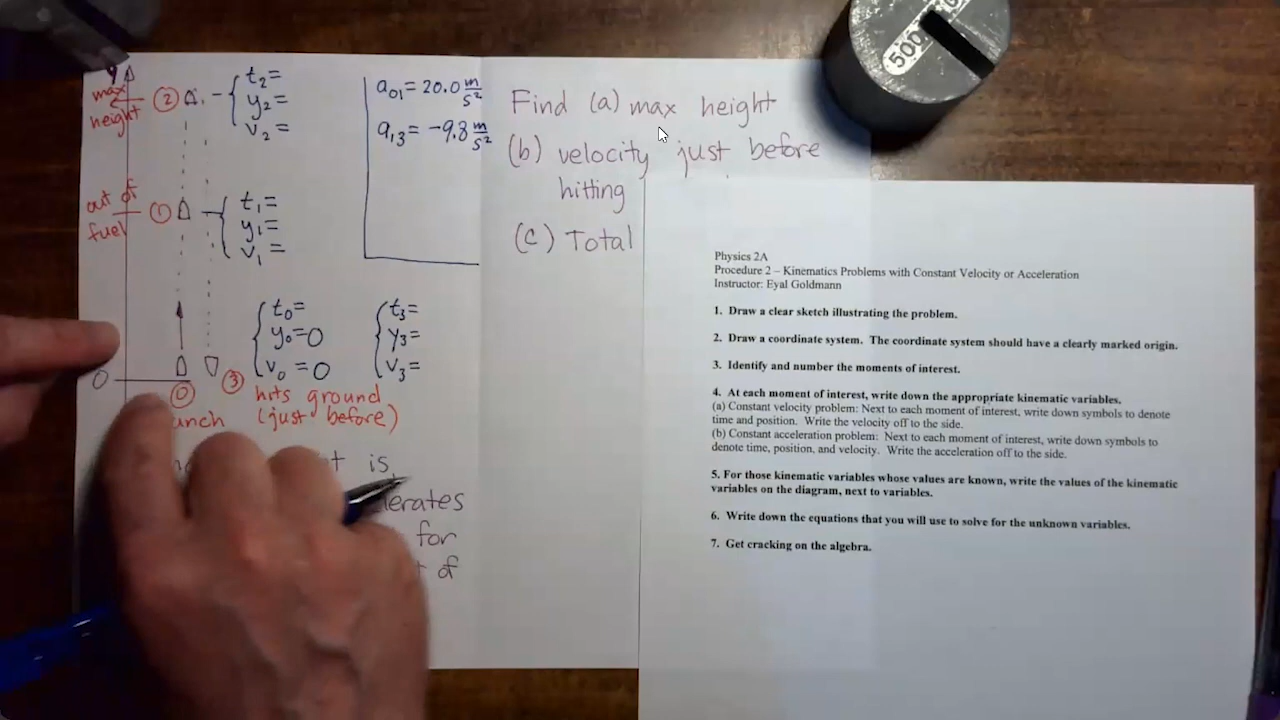 y
max
height
② - { t₂=
y₂=
v₂=
a₀₁ = 20.0 m/s²
a₁₃ = -9.8 m/s²
out of
fuel
① { t₁=
y₁=
v₁=
{ t₀=
y₀=0
v₀ =0
{ t₃=
y₃=
v₃=
0
⓪
③ hits ground
(just before)
is
for
Find (a) max height
(b) velocity just before
hitting
(c) Total
500
Physics 2A
Procedure 2 – Kinematics Problems with Constant Velocity or Acceleration
Instructor: Eyal Goldmann
1. Draw a clear sketch illustrating the problem.
2. Draw a coordinate system. The coordinate system should have a clearly marked origin.
3. Identify and number the moments of interest.
4. At each moment of interest, write down the appropriate kinematic variables.
(a) Constant velocity problem: Next to each moment of interest, write down symbols to denote
time and position. Write the velocity off to the side.
(b) Constant acceleration problem: Next to each moment of interest, write down symbols to
denote time, position, and velocity. Write the acceleration off to the side.
5. For those kinematic variables whose values are known, write the values of the kinematic
variables on the diagram, next to variables.
6. Write down the equations that you will use to solve for the unknown variables.
7. Get cracking on the algebra.